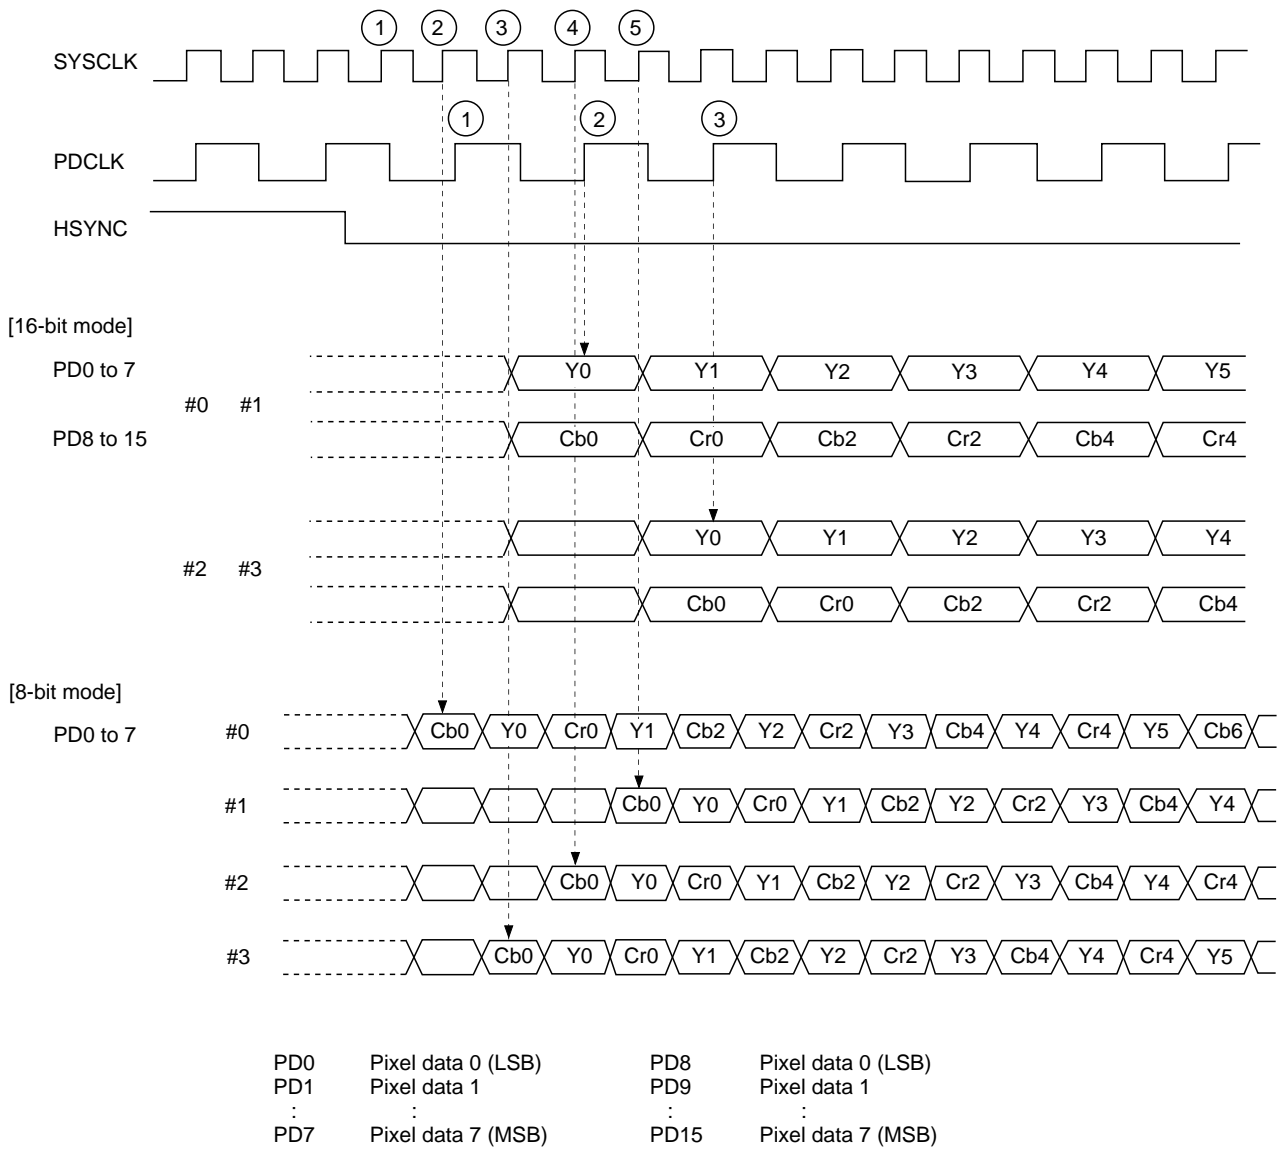 1 2 3 4 5
SYSCLK
1 2 3
PDCLK
HSYNC
[16-bit mode]
PD0 to 7 Y0 Y1 Y2 Y3 Y4 Y5
#0 #1
PD8 to 15 Cb0 Cr0 Cb2 Cr2 Cb4 Cr4
Y0 Y1 Y2 Y3 Y4
#2 #3
Cb0 Cr0 Cb2 Cr2 Cb4
[8-bit mode]
PD0 to 7 #0 Cb0 Y0 Cr0 Y1 Cb2 Y2 Cr2 Y3 Cb4 Y4 Cr4 Y5 Cb6
#1 Cb0 Y0 Cr0 Y1 Cb2 Y2 Cr2 Y3 Cb4 Y4
#2 Cb0 Y0 Cr0 Y1 Cb2 Y2 Cr2 Y3 Cb4 Y4 Cr4
#3 Cb0 Y0 Cr0 Y1 Cb2 Y2 Cr2 Y3 Cb4 Y4 Cr4 Y5
PD0 Pixel data 0 (LSB) PD8 Pixel data 0 (LSB)
PD1 Pixel data 1 PD9 Pixel data 1
: : : :
PD7 Pixel data 7 (MSB) PD15 Pixel data 7 (MSB)